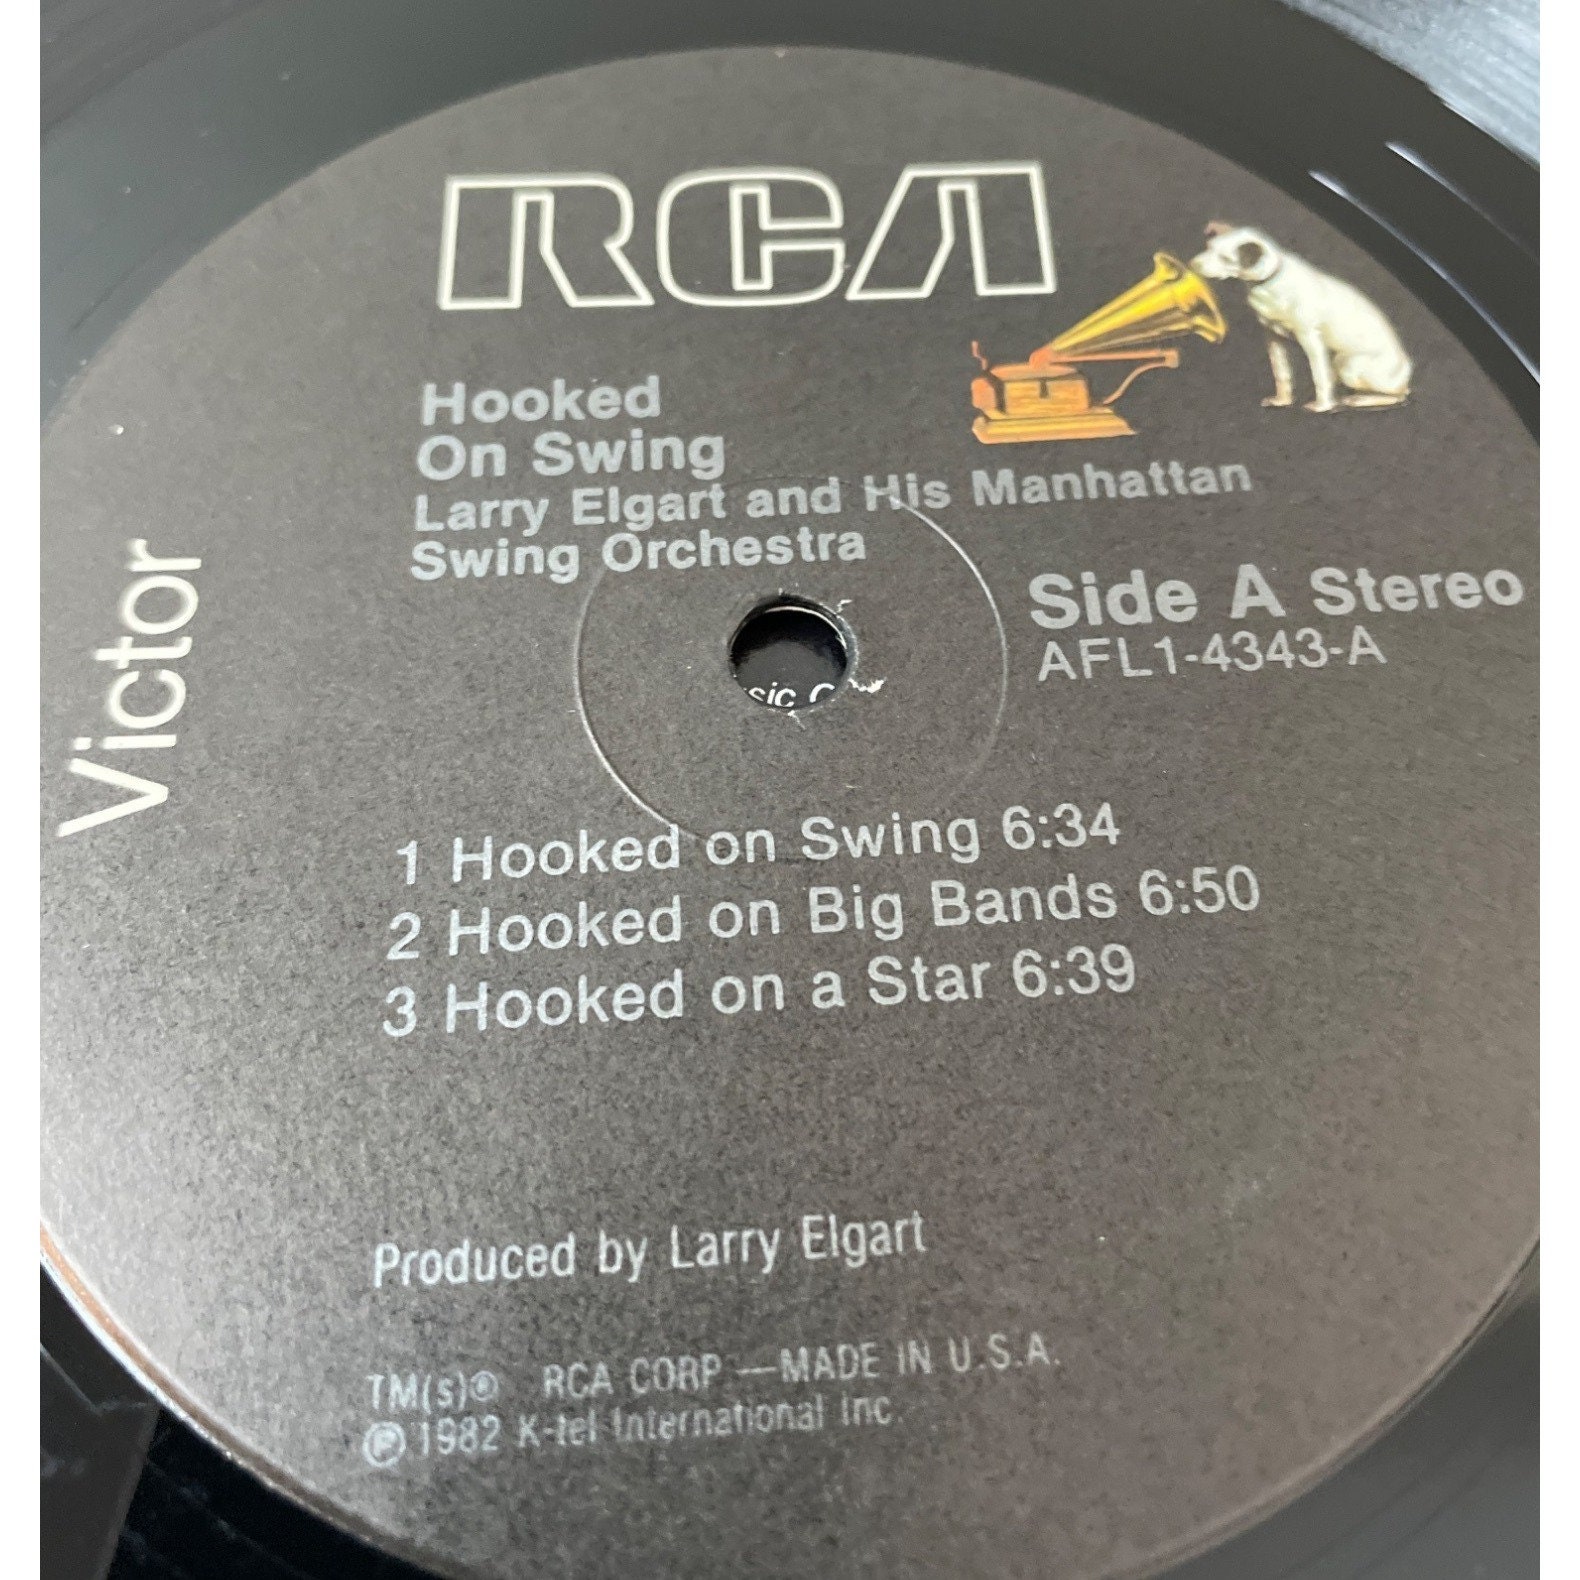 RCA
Victor
Hooked
On Swing
Larry Elgart and His Manhattan
Swing Orchestra
Side A Stereo
AFL1-4343-A
1 Hooked on Swing 6:34
2 Hooked on Big Bands 6:50
3 Hooked on a Star 6:39
Produced by Larry Elgart
TM(s)® RCA CORP — MADE IN U.S.A.
℗ 1982 K-tel International Inc.